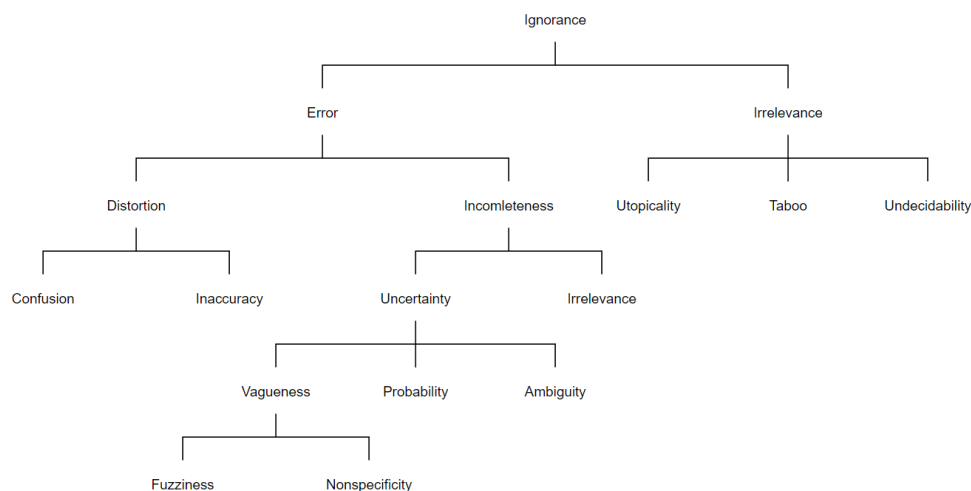 Ignorance
Error
Irrelevance
Distortion
Incomleteness
Utopicality
Taboo
Undecidability
Confusion
Inaccuracy
Uncertainty
Irrelevance
Vagueness
Probability
Ambiguity
Fuzziness
Nonspecificity